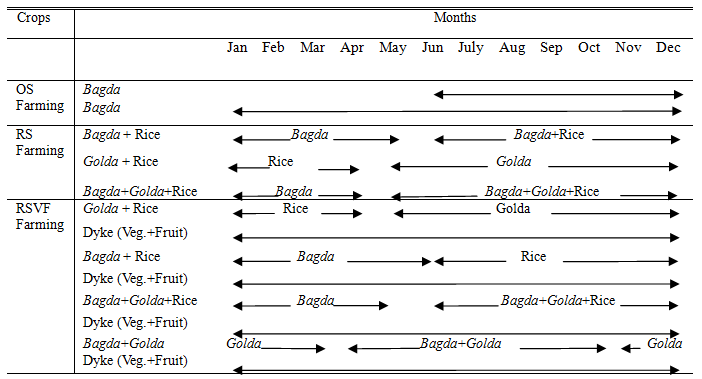 Crops Months
Jan Feb Mar Apr May Jun July Aug Sep Oct Nov Dec
OS Bagda
Farming Bagda
RS Bagda + Rice Bagda Bagda+Rice
Farming
Golda + Rice Rice Golda
Bagda+Golda+Rice Bagda Bagda+Golda+Rice
RSVF Golda + Rice Rice Golda
Farming
Dyke (Veg.+Fruit)
Bagda + Rice Bagda Rice
Dyke (Veg.+Fruit)
Bagda+Golda+Rice Bagda Bagda+Golda+Rice
Dyke (Veg.+Fruit)
Bagda+Golda Golda Bagda+Golda Golda
Dyke (Veg.+Fruit)